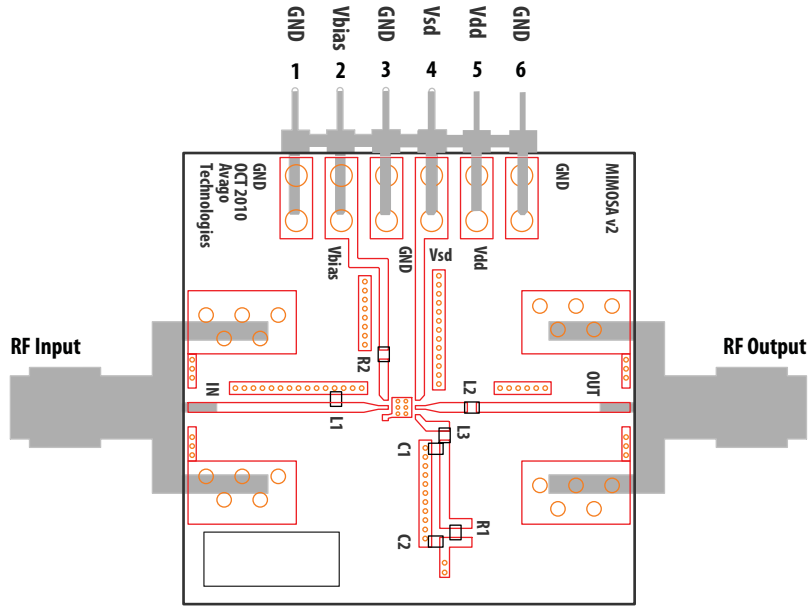 GND
Vbias
GND
Vsd
Vdd
GND
1
2
3
4
5
6
GND
OCT 2010
Avago
Technologies
GND
MIMOSA v2
Vbias
GND
Vsd
Vdd
RF Input
RF Output
R2
IN
L1
L2
OUT
L3
C1
C2
R1